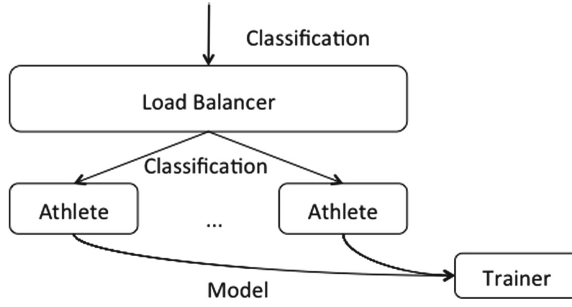 Classification
Load Balancer
Classification
Athlete
...
Athlete
Trainer
Model